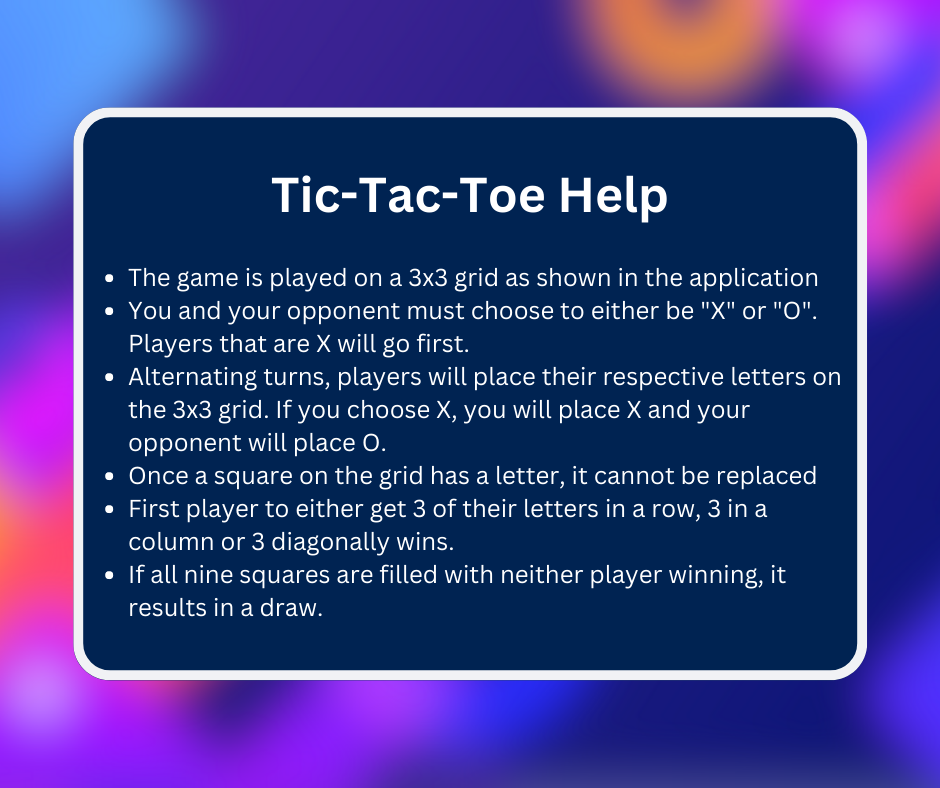 Tic-Tac-Toe Help
• The game is played on a 3x3 grid as shown in the application
• You and your opponent must choose to either be "X" or "O".
Players that are X will go first.
• Alternating turns, players will place their respective letters on
the 3x3 grid. If you choose X, you will place X and your
opponent will place O.
• Once a square on the grid has a letter, it cannot be replaced
• First player to either get 3 of their letters in a row, 3 in a
column or 3 diagonally wins.
• If all nine squares are filled with neither player winning, it
results in a draw.